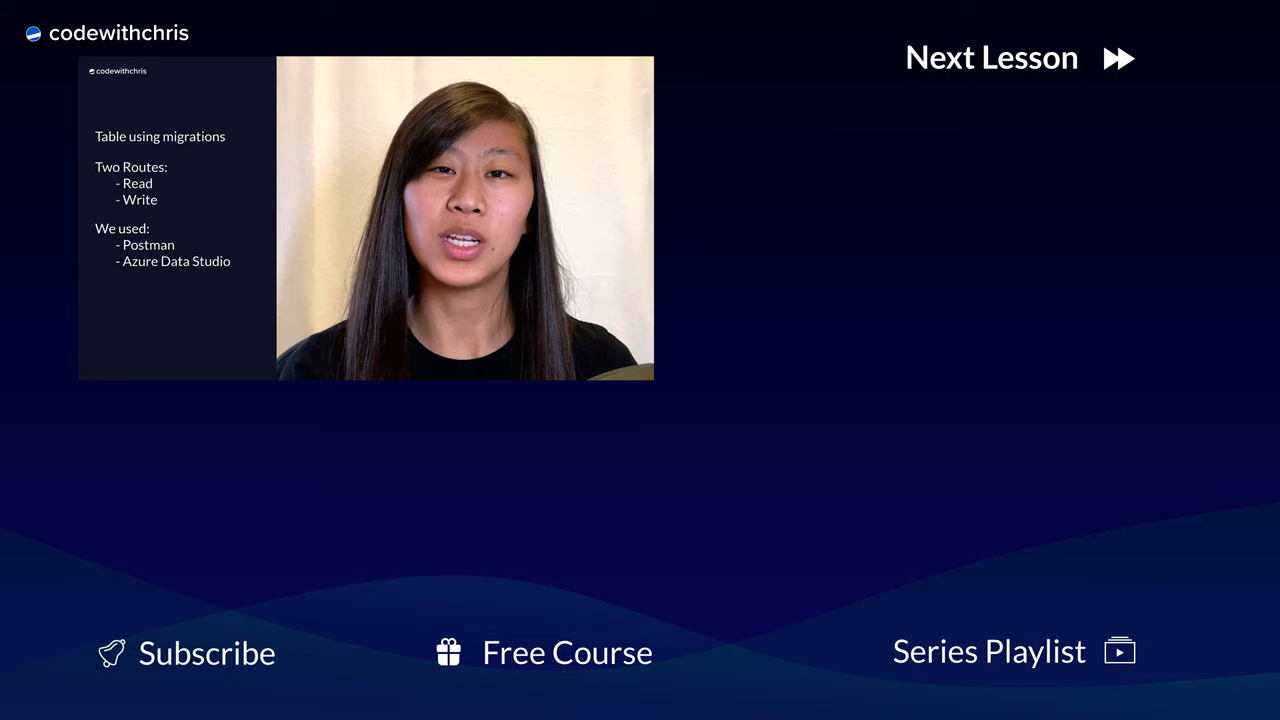 codewithchris
Next Lesson
codewithchris
Table using migrations
Two Routes:
- Read
- Write
We used:
- Postman
- Azure Data Studio
Subscribe
Free Course
Series Playlist